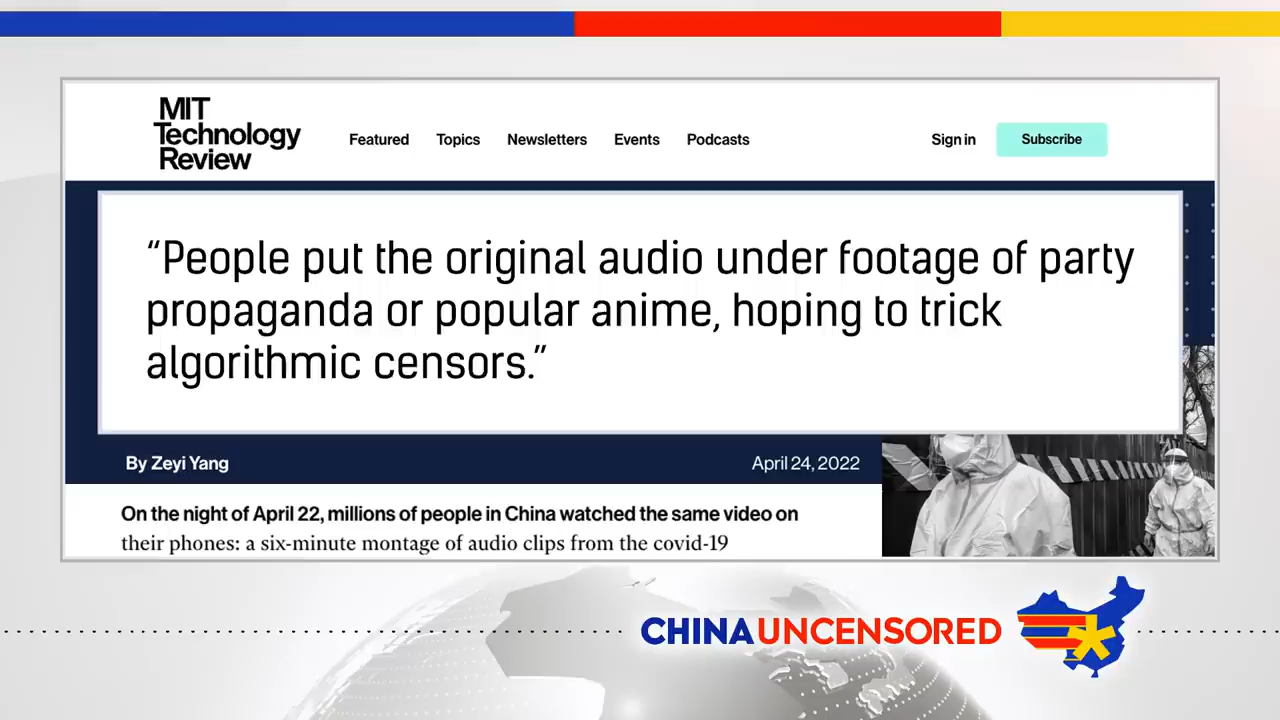 MIT
Technology
Review
Featured Topics Newsletters Events Podcasts Sign in Subscribe
“People put the original audio under footage of party
propaganda or popular anime, hoping to trick
algorithmic censors.”
By Zeyi Yang April 24, 2022
On the night of April 22, millions of people in China watched the same video on
their phones: a six-minute montage of audio clips from the covid-19
CHINA UNCENSORED